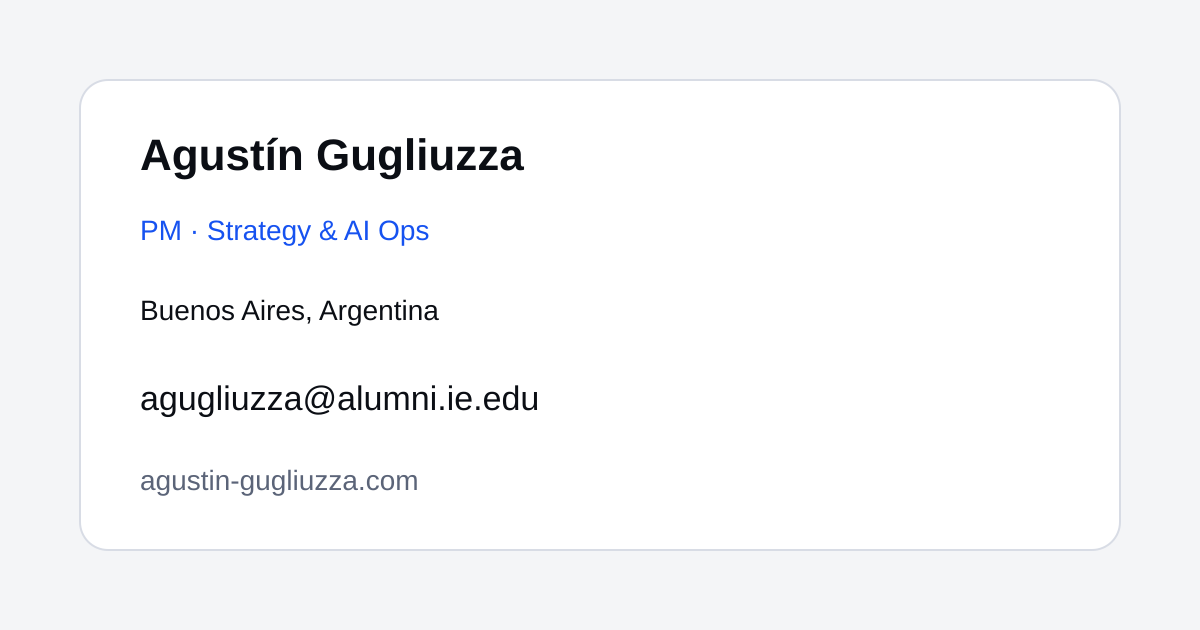 Agustín Gugliuzza
PM · Strategy & AI Ops
Buenos Aires, Argentina
agugliuzza@alumni.ie.edu
agustin-gugliuzza.com